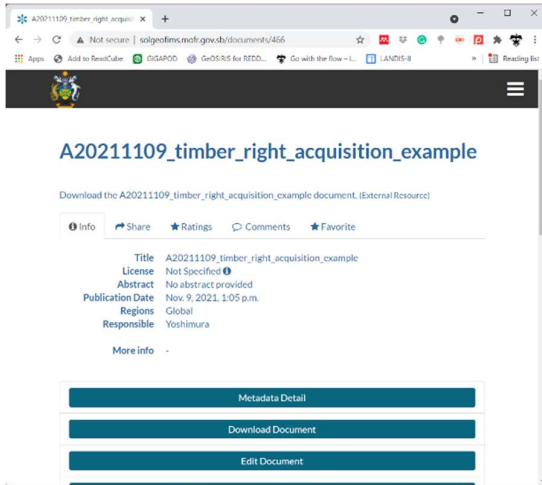 A20211109_timber_right_acquisi
Not secure | solgeofims.mofr.gov.sb/documents/466
Apps Add to ReadCube GIGAPOD GeOSIRIS for REDD... Go with the flow – I... LANDIS-II » Reading list
A20211109_timber_right_acquisition_example
Download the A20211109_timber_right_acquisition_example document. (External Resource)
Info Share Ratings Comments Favorite
Title A20211109_timber_right_acquisition_example
License Not Specified
Abstract No abstract provided
Publication Date Nov. 9, 2021, 1:05 p.m.
Regions Global
Responsible Yoshimura
More info -
Metadata Detail
Download Document
Edit Document